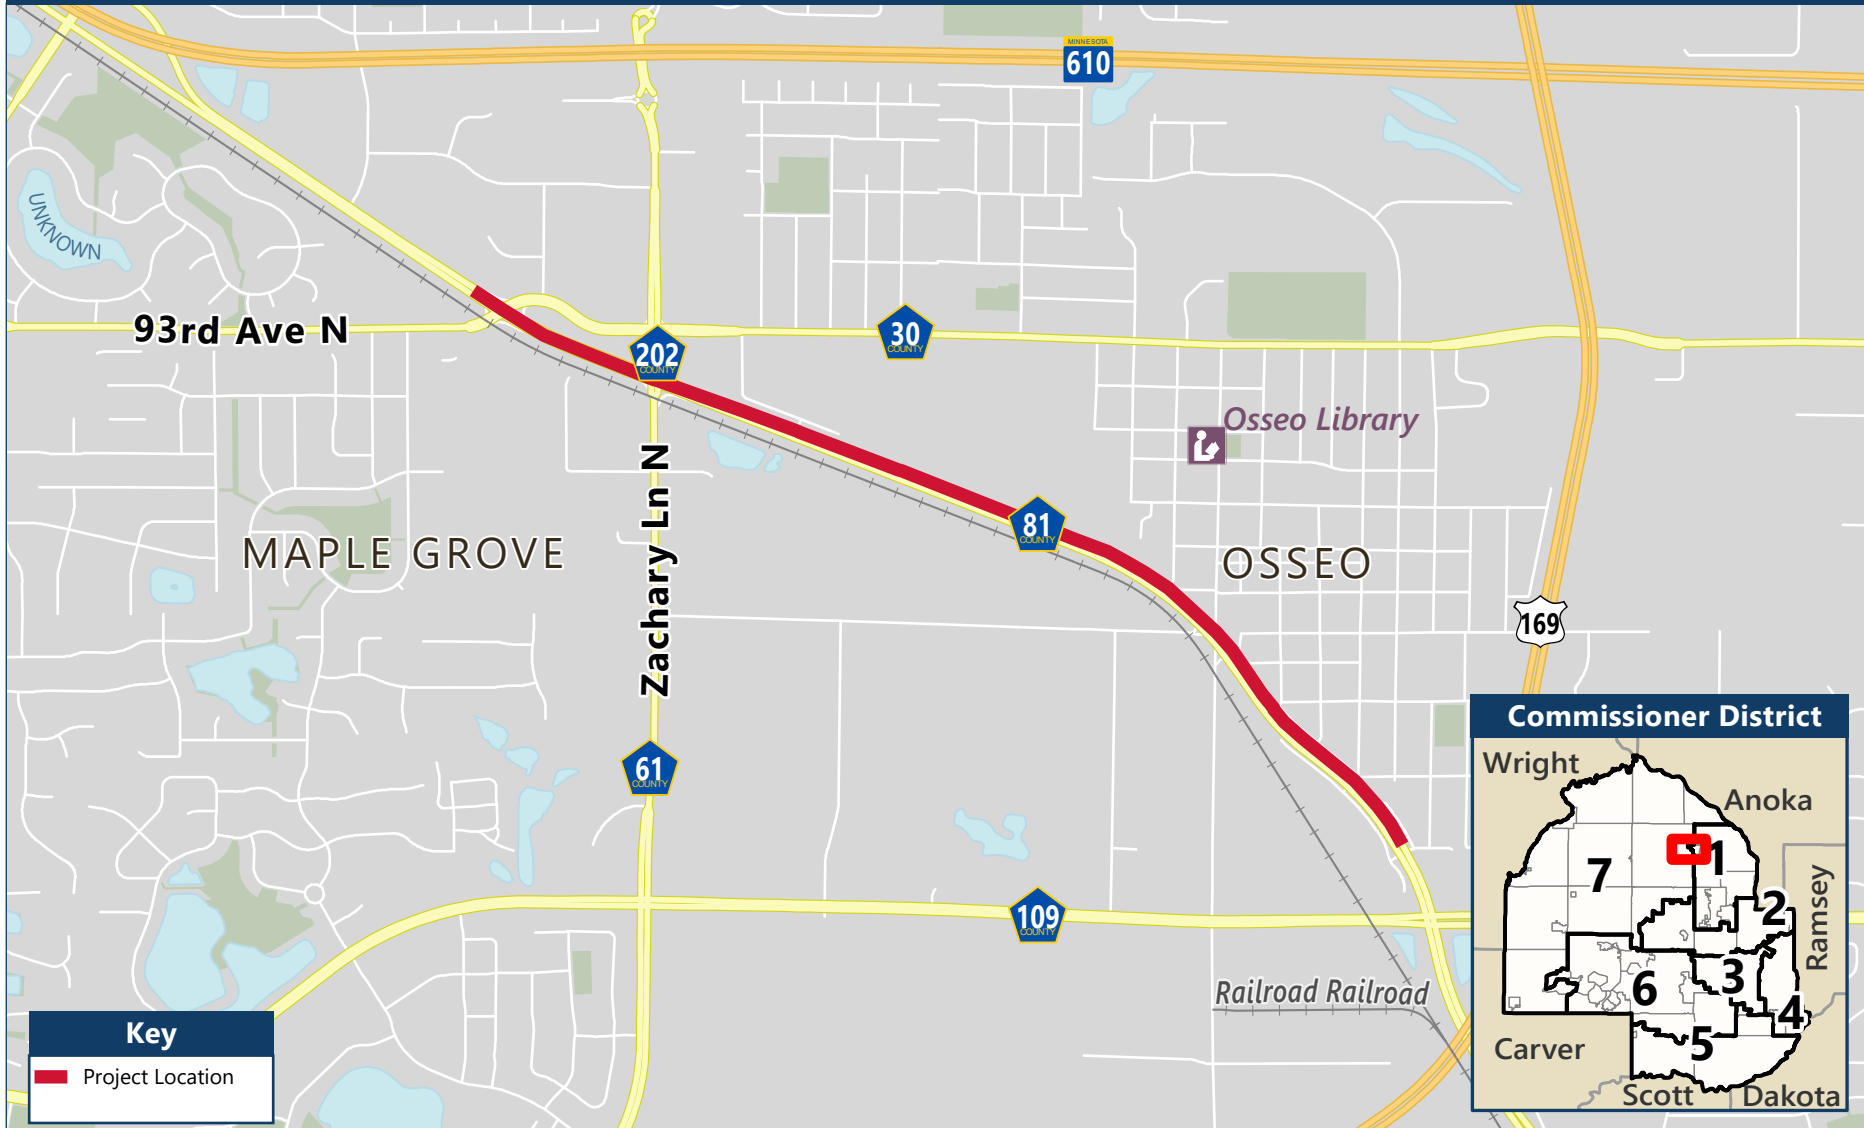 MINNESOTA
610
UNKNOWN
93rd Ave N
202
COUNTY
30
COUNTY
Osseo Library
Zachary Ln N
81
COUNTY
MAPLE GROVE
OSSEO
169
61
COUNTY
109
COUNTY
Railroad Railroad
Key
Project Location
Commissioner District
Wright
Anoka
7
1
2
Ramsey
3
6
4
5
Carver
Scott
Dakota